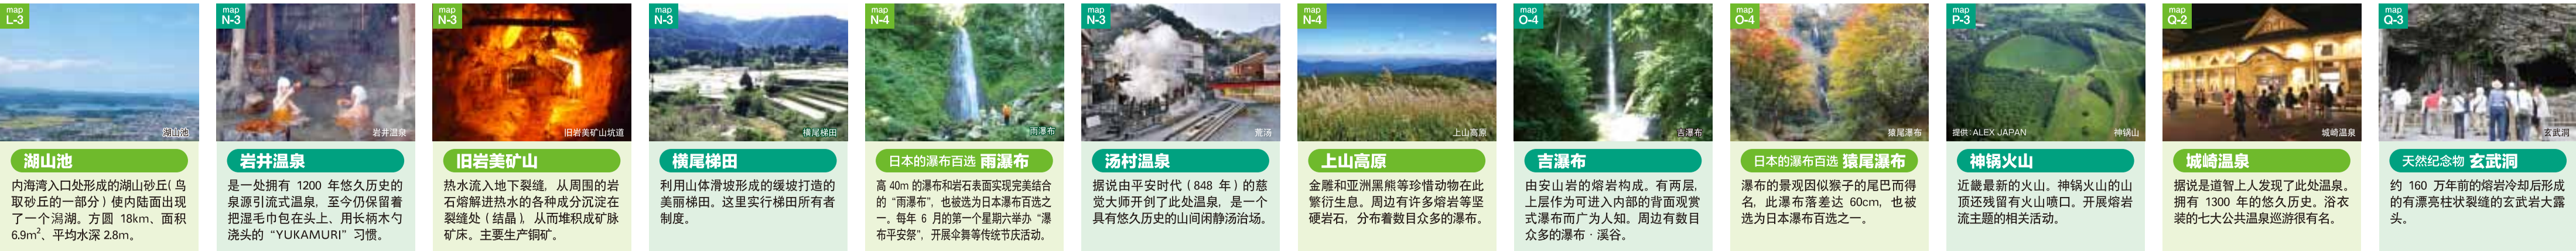 map
L-3
湖山池
湖山池
内海湾入口处形成的湖山砂丘（鸟
取砂丘的一部分）使内陆面出现
了一个潟湖。方圆 18km、面积
6.9m²、平均水深 2.8m。
map
N-3
岩井温泉
岩井温泉
是一处拥有 1200 年悠久历史的
泉源引流式温泉，至今仍保留着
把湿毛巾包在头上、用长柄木勺
浇头的“YUKAMURI”习惯。
map
N-3
旧岩美矿山坑道
旧岩美矿山
热水流入地下裂缝，从周围的岩
石熔解进热水的各种成分沉淀在
裂缝处（结晶），从而堆积成矿脉
矿床。主要生产铜矿。
map
N-3
横尾梯田
横尾梯田
利用山体滑坡形成的缓坡打造的
美丽梯田。这里实行梯田所有者
制度。
map
N-4
雨瀑布
日本的瀑布百选 雨瀑布
高 40m 的瀑布和岩石表面实现完美结合
的“雨瀑布”，也被选为日本瀑布百选之
一。每年 6 月的第一个星期六举办“瀑
布平安祭”，开展伞舞等传统节庆活动。
map
N-3
荒汤
汤村温泉
据说由平安时代（848 年）的慈
觉大师开创了此处温泉，是一个
具有悠久历史的山间闲静汤治场。
map
N-4
上山高原
上山高原
金雕和亚洲黑熊等珍惜动物在此
繁衍生息。周边有许多熔岩等坚
硬岩石，分布着数目众多的瀑布。
map
O-4
吉瀑布
吉瀑布
由安山岩的熔岩构成。有两层，
上层作为可进入内部的背面观赏
式瀑布而广为人知。周边有数目
众多的瀑布・溪谷。
map
O-4
猿尾瀑布
日本的瀑布百选 猿尾瀑布
瀑布的景观因似猴子的尾巴而得
名，此瀑布落差达 60cm，也被
选为日本瀑布百选之一。
map
P-3
提供：ALEX JAPAN
神锅山
神锅火山
近畿最新的火山。神锅火山的山
顶还残留有火山喷口。开展熔岩
流主题的相关活动。
map
Q-2
城崎温泉
城崎温泉
据说是道智上人发现了此处温泉。
拥有 1300 年的悠久历史。浴衣
装的七大公共温泉巡游很有名。
map
Q-3
玄武洞
天然纪念物 玄武洞
约 160 万年前的熔岩冷却后形成
的有漂亮柱状裂缝的玄武岩大露
头。